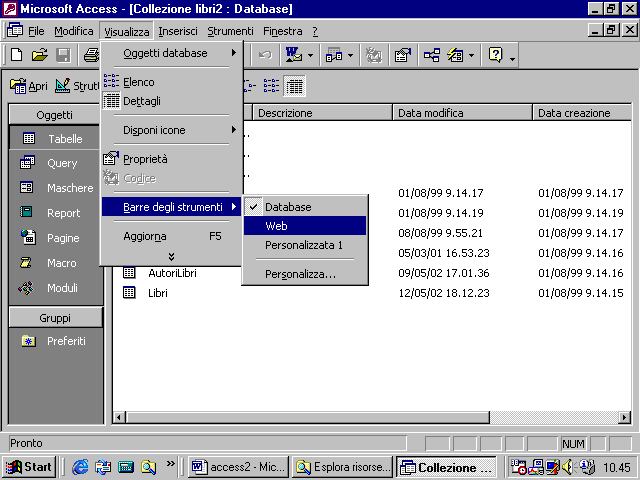 Microsoft Access - [Collezione libri2 : Database]
File Modifica Visualizza Inserisci Strumenti Finestra ?
Oggetti database
Elenco
Dettagli
Disponi icone
Proprietà
Codice
Barre degli strumenti
Aggiorna F5
Database
Web
Personalizzata 1
Personalizza...
Apri Strutt
Oggetti
Tabelle
Query
Maschere
Report
Pagine
Macro
Moduli
Gruppi
Preferiti
Descrizione Data modifica Data creazione
01/08/99 9.14.17 01/08/99 9.14.17
01/08/99 9.14.19 01/08/99 9.14.19
08/08/99 9.55.21 01/08/99 9.14.17
05/03/01 16.53.23 01/08/99 9.14.16
AutoriLibri 09/05/02 17.01.36 01/08/99 9.14.16
Libri 12/05/02 18.12.23 01/08/99 9.14.15
Pronto NUM
Start access2 - Mic... Esplora risorse... Collezione ... 10.45